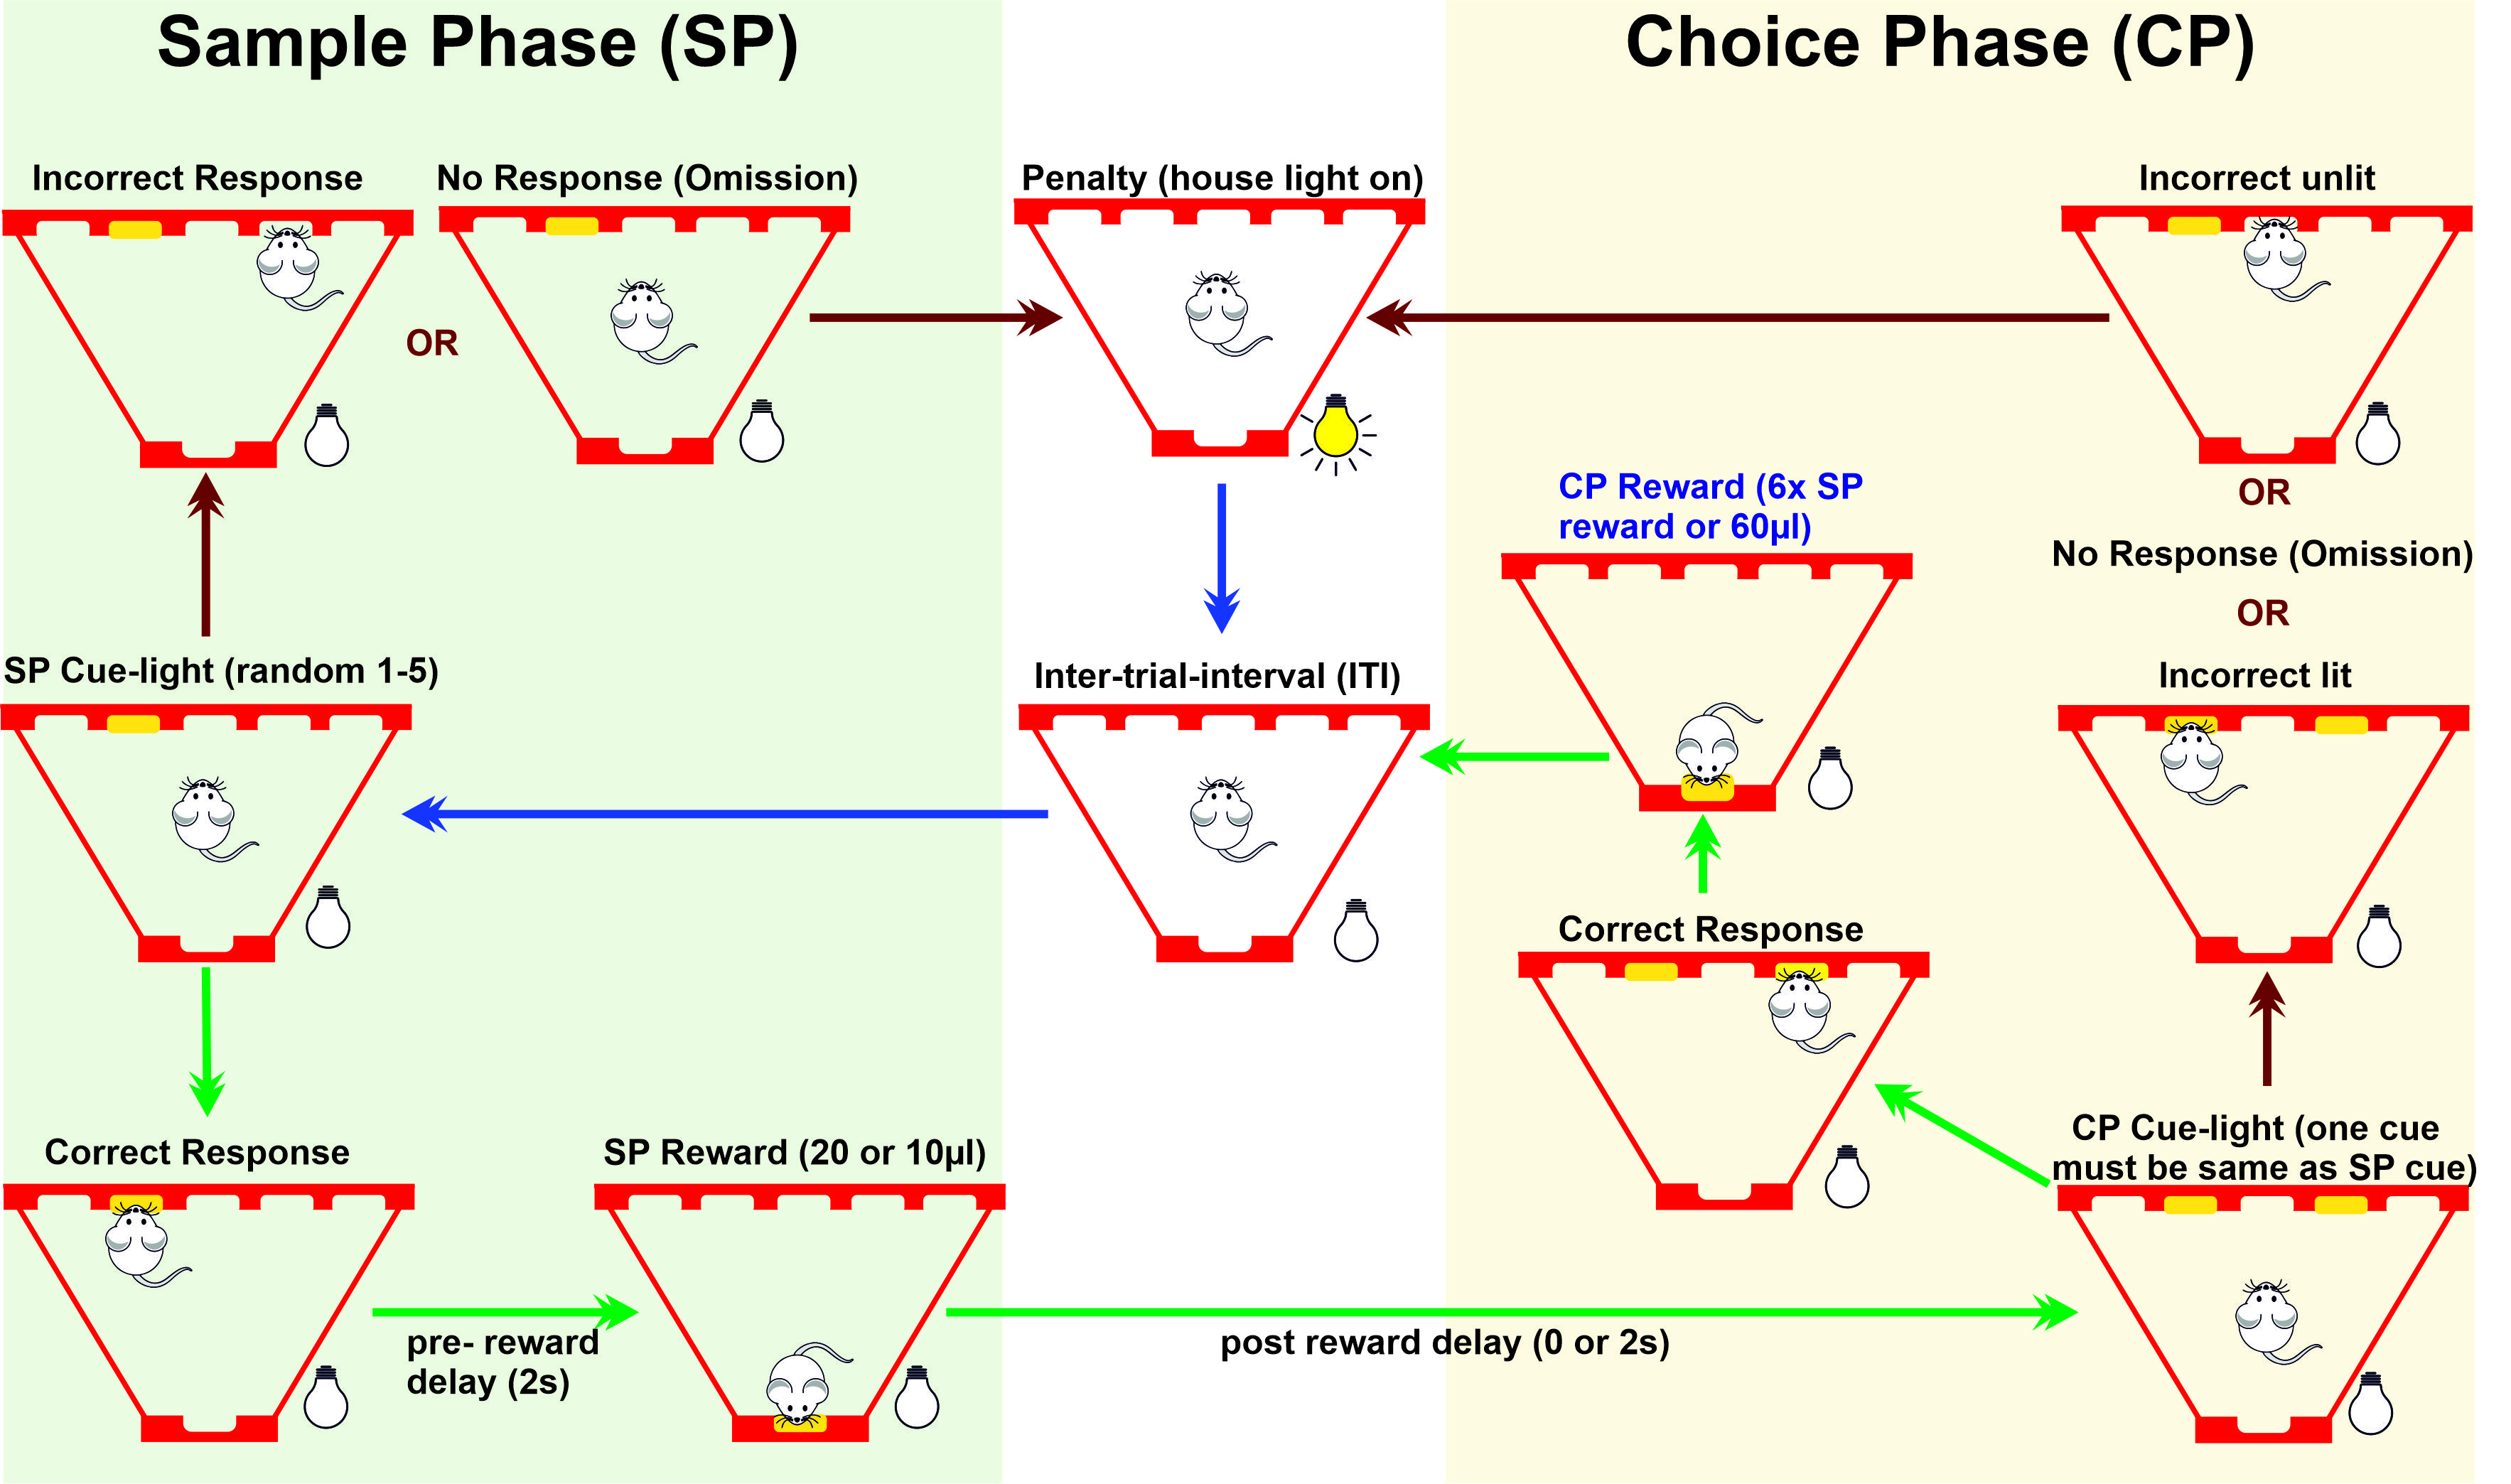 Sample Phase (SP)
Choice Phase (CP)
Incorrect Response
No Response (Omission)
Penalty (house light on)
Incorrect unlit
OR
CP Reward (6x SP
reward or 60µl)
OR
No Response (Omission)
OR
SP Cue-light (random 1-5)
Inter-trial-interval (ITI)
Incorrect lit
Correct Response
Correct Response
SP Reward (20 or 10µl)
CP Cue-light (one cue
must be same as SP cue)
pre- reward
delay (2s)
post reward delay (0 or 2s)